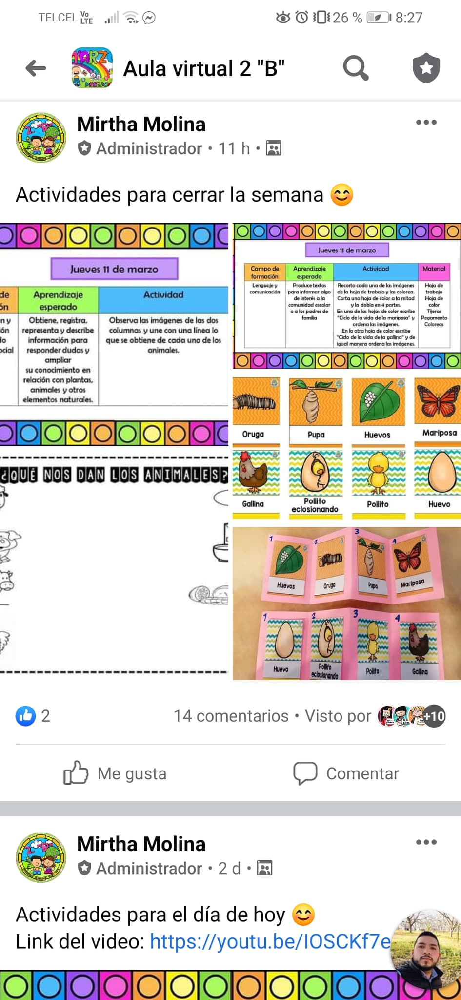 TELCEL Vo LTE 26 % 8:27
Aula virtual 2 "B"
Mirtha Molina
Administrador • 11 h •
Actividades para cerrar la semana 😊
Jueves 11 de marzo
de
ón
Aprendizaje
esperado
Actividad
n y
ión
do
ocial
Obtiene, registra,
representa y describe
información para
responder dudas y
ampliar
su conocimiento en
relación con plantas,
animales y otros
elementos naturales.
Observa las imágenes de las dos
columnas y une con una línea lo
que se obtiene de cada uno de los
animales.
¿QUÉ NOS DAN LOS ANIMALES?
Jueves 11 de marzo
Campo de
formación
Aprendizaje
esperado
Actividad
Material
Lenguaje y
comunicación
Produce textos
para informar algo
de interés a la
comunidad escolar
o a los padres de
familia
Recorta cada una de las imágenes
de la hoja de trabajo y las colorea.
Corta una hoja de color a la mitad
y la dobla en 4 partes.
En una de las hojas de color escribe
"Ciclo de la vida de la mariposa" y
ordena las imágenes.
En la otra hoja de color escribe
"Ciclo de la vida de la gallina" y de
igual manera ordena las imágenes.
Hoja de
trabajo
Hoja de
color
Tijeras
Pegamento
Coloreas
Oruga
Pupa
Huevos
Mariposa
Gallina
Pollito
eclosionando
Pollito
Huevo
1
2
3
4
Huevos
Oruga
Pupa
Mariposa
1
2
3
4
Huevo
Pollito
eclosionando
Pollito
Gallina
2
14 comentarios • Visto por +10
Me gusta
Comentar
Mirtha Molina
Administrador • 2 d •
Actividades para el día de hoy 😊
Link del video: https://youtu.be/IOSCKf7e